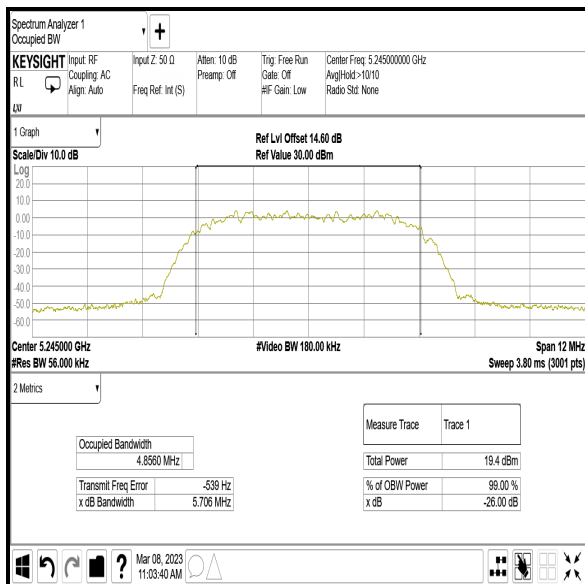 Spectrum Analyzer 1
Occupied BW
KEYSIGHT
RL
LXI
Input: RF
Coupling: AC
Align: Auto
Input Z: 50 Ω
Freq Ref: Int (S)
Atten: 10 dB
Preamp: Off
Trig: Free Run
Gate: Off
#IF Gain: Low
Center Freq: 5.245000000 GHz
Avg|Hold:>10/10
Radio Std: None
1 Graph
Scale/Div 10.0 dB
Ref Lvl Offset 14.60 dB
Ref Value 30.00 dBm
Log
20.0
10.0
0.00
-10.0
-20.0
-30.0
-40.0
-50.0
-60.0
Center 5.245000 GHz
#Video BW 180.00 kHz
Span 12 MHz
#Res BW 56.000 kHz
Sweep 3.80 ms (3001 pts)
2 Metrics
Measure Trace Trace 1
Occupied Bandwidth
4.8560 MHz
Total Power 19.4 dBm
Transmit Freq Error -539 Hz
% of OBW Power 99.00 %
x dB Bandwidth 5.706 MHz
x dB -26.00 dB
?
Mar 08, 2023
11:03:40 AM